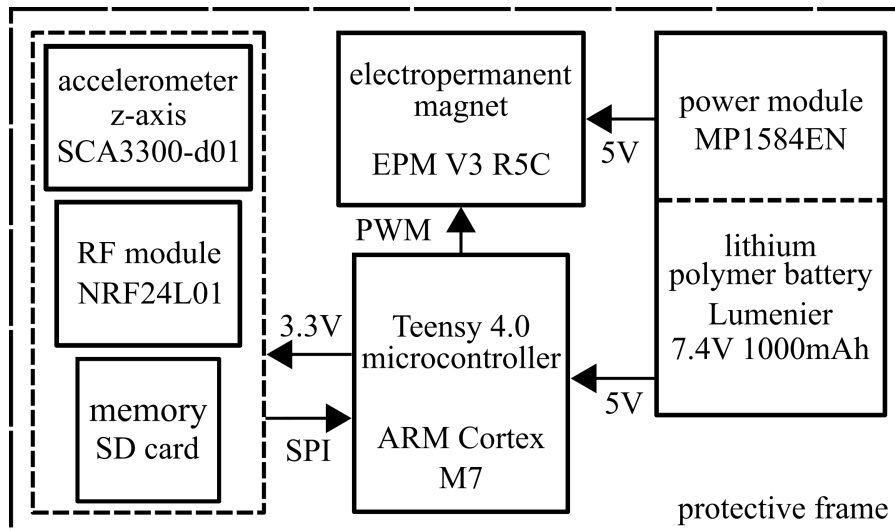 accelerometer
z-axis
SCA3300-d01
RF module
NRF24L01
memory
SD card
electropermanent
magnet
EPM V3 R5C
PWM
3.3V
SPI
Teensy 4.0
microcontroller
ARM Cortex
M7
5V
5V
power module
MP1584EN
lithium
polymer battery
Lumenier
7.4V 1000mAh
protective frame